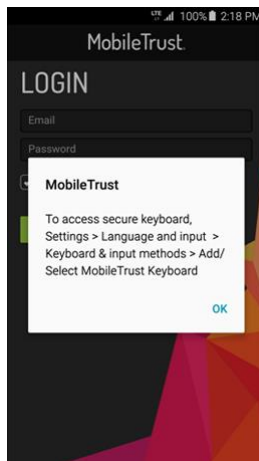 LTE 100% 2:18 PM
MobileTrust.
LOGIN
Email
Password
MobileTrust
To access secure keyboard,
Settings > Language and input >
Keyboard & input methods > Add/
Select MobileTrust Keyboard
OK